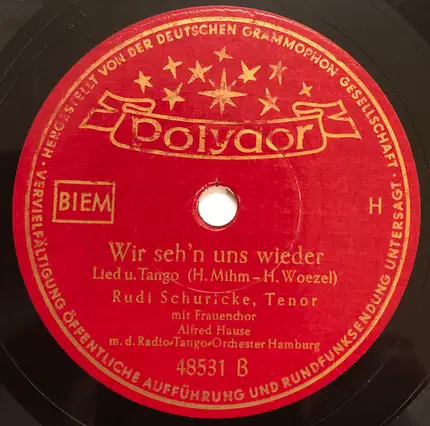 · HERGESTELLT VON DER DEUTSCHEN GRAMMOPHON GESELLSCHAFT ·
VERVIELFÄLTIGUNG ÖFFENTLICHE AUFFÜHRUNG UND RUNDFUNKSENDUNG UNTERSAGT
Polydor
BIEM
H
Wir seh'n uns wieder
Lied u. Tango (H. Mihm – H. Woezel)
Rudi Schuricke, Tenor
mit Frauenchor
Alfred Hause
m. d. Radio-Tango-Orchester Hamburg
48531 B